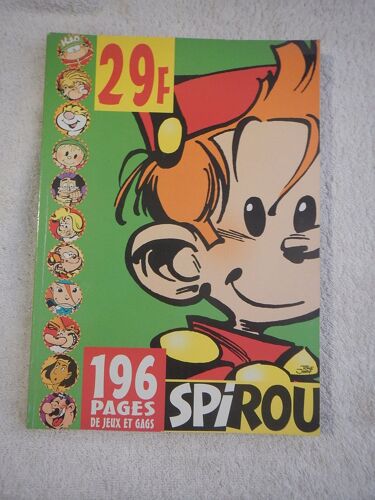 29F
196
PAGES
DE JEUX ET GAGS
SPiROU